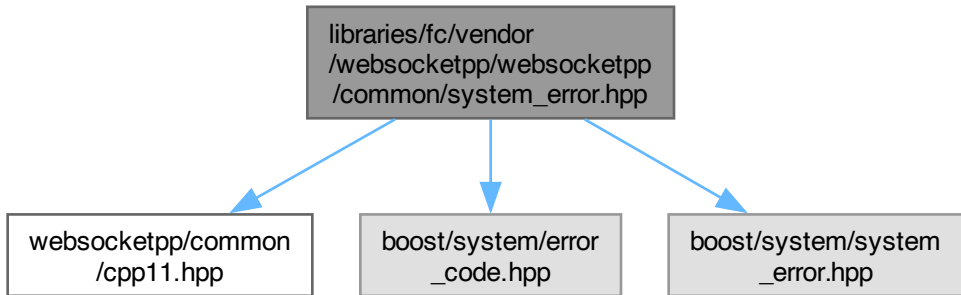 libraries/fc/vendor
/websocketpp/websocketpp
/common/system_error.hpp
websocketpp/common
/cpp11.hpp
boost/system/error
_code.hpp
boost/system/system
_error.hpp